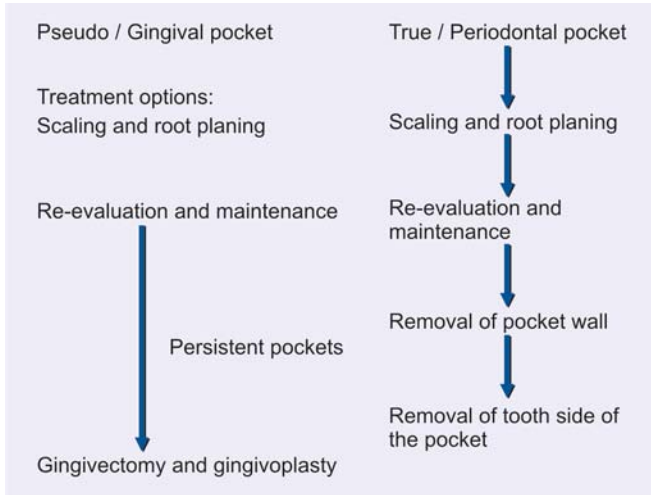 Pseudo / Gingival pocket
Treatment options:
Scaling and root planing
Re-evaluation and maintenance
Persistent pockets
Gingivectomy and gingivoplasty
True / Periodontal pocket
Scaling and root planing
Re-evaluation and
maintenance
Removal of pocket wall
Removal of tooth side of
the pocket